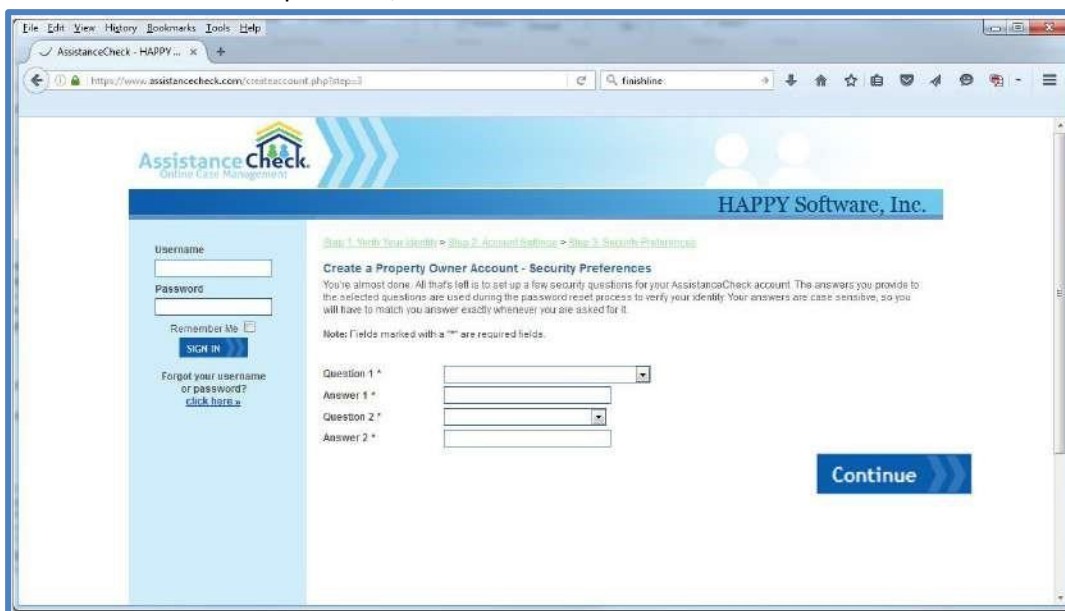 File Edit View History Bookmarks Tools Help
AssistanceCheck - HAPPY ... × +
https://www.assistancecheck.com/createaccount.php?step=3
finishline
Assistance Check.
Online Case Management
HAPPY Software, Inc.
Username
Password
Remember Me
SIGN IN
Forgot your username
or password?
click here »
Step 1. Verify Your Identity > Step 2. Account Settings > Step 3. Security Preferences
Create a Property Owner Account - Security Preferences
You're almost done. All that's left is to set up a few security questions for your AssistanceCheck account. The answers you provide to
the selected questions are used during the password reset process to verify your identity. Your answers are case sensitive, so you
will have to match you answer exactly whenever you are asked for it.
Note: Fields marked with a "*" are required fields.
Question 1 *
Answer 1 *
Question 2 *
Answer 2 *
Continue